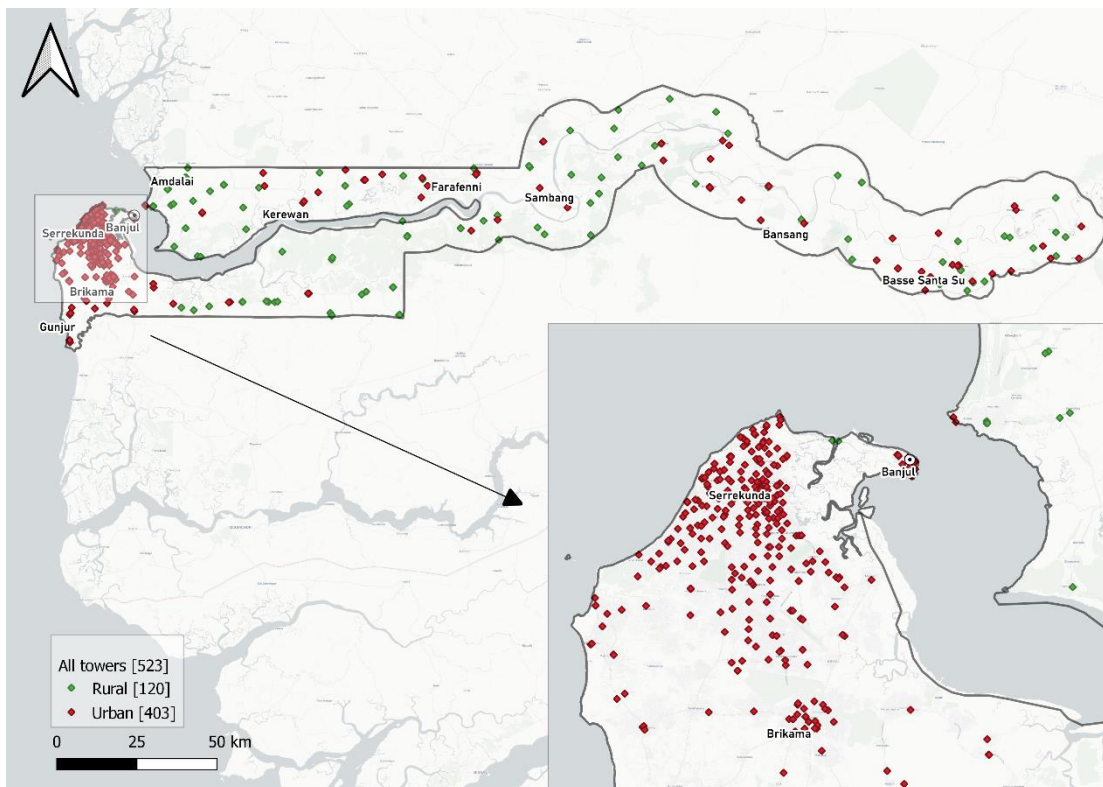 Amdalai
Farafenni
Sambang
Kerewan
Serrekunda
Banjul
Bansang
Basse Santa Su
Brikama
Gunjur
Banjul
Serrekunda
Brikama
All towers [523]
Rural [120]
Urban [403]
0 25 50 km